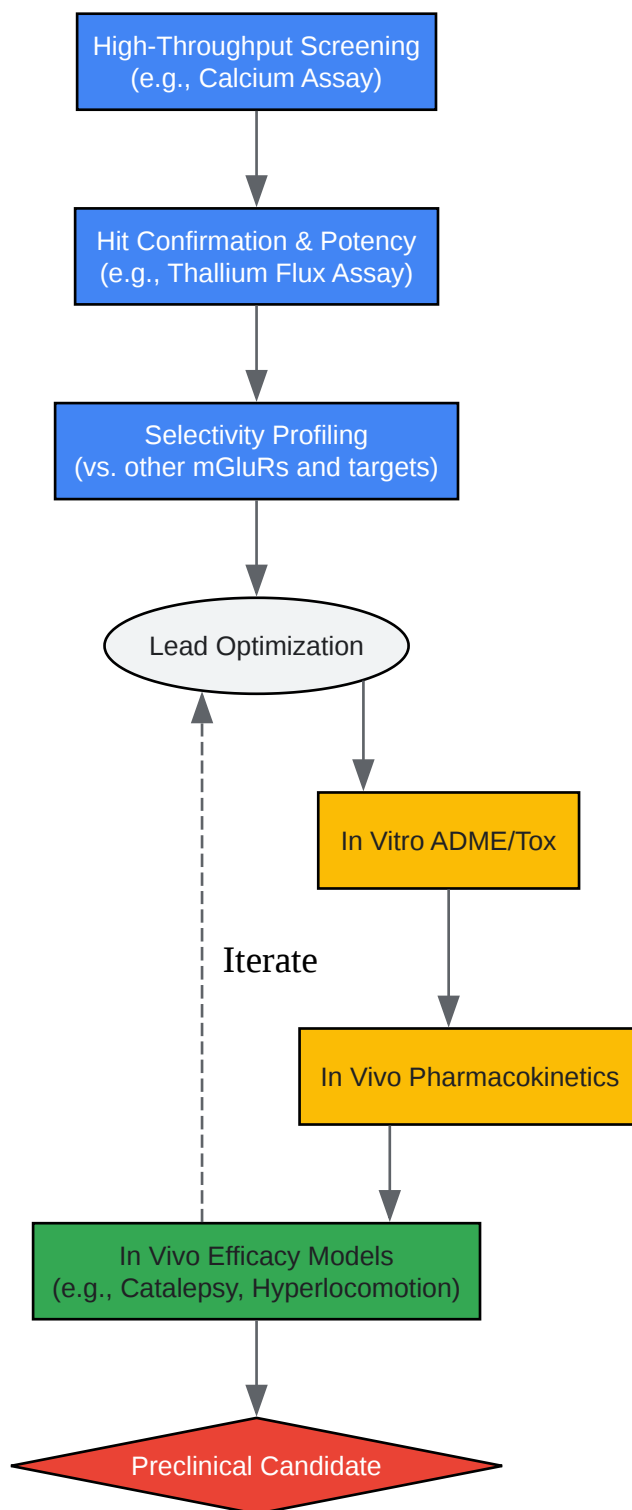 High-Throughput Screening
(e.g., Calcium Assay)
Hit Confirmation & Potency
(e.g., Thallium Flux Assay)
Selectivity Profiling
(vs. other mGluRs and targets)
Lead Optimization
In Vitro ADME/Tox
Iterate
In Vivo Pharmacokinetics
In Vivo Efficacy Models
(e.g., Catalepsy, Hyperlocomotion)
Preclinical Candidate